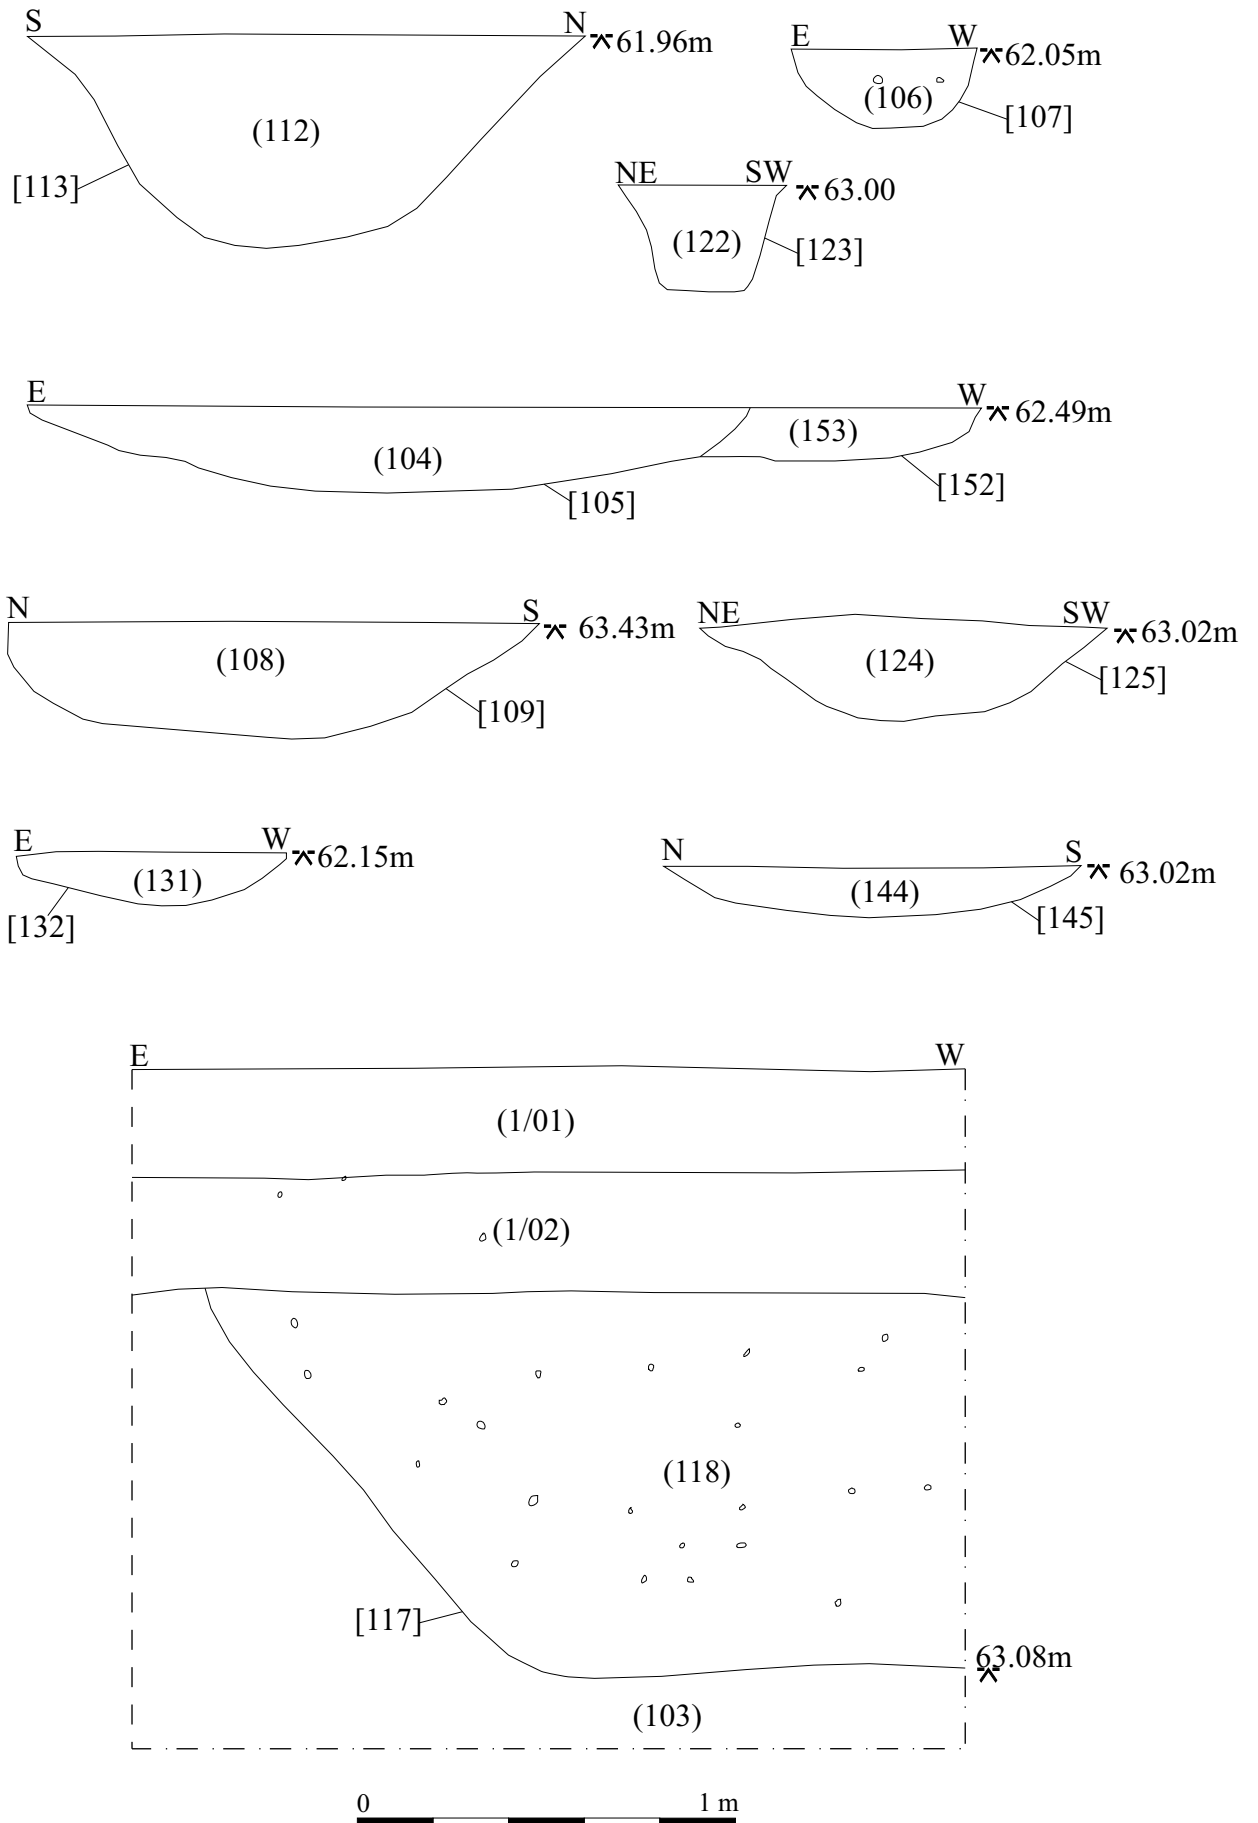 S N 61.96m
(112)
[113]
E W 62.05m
(106)
[107]
NE SW 63.00
(122)
[123]
E W 62.49m
(104)
(153)
[105]
[152]
N S 63.43m
(108)
[109]
NE SW 63.02m
(124)
[125]
E W 62.15m
(131)
[132]
N S 63.02m
(144)
[145]
E W
(1/01)
(1/02)
(118)
[117]
63.08m
(103)
0 1 m